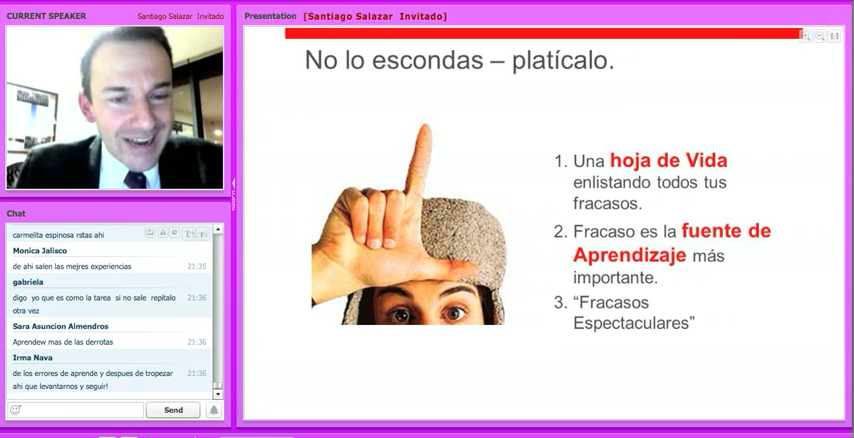 CURRENT SPEAKER
Santiago Salazar Invitado
Presentation [Santiago Salazar Invitado]
No lo escondas – platícalo.
1. Una hoja de Vida
enlistando todos tus
fracasos.
2. Fracaso es la fuente de
Aprendizaje más
importante.
3. “Fracasos
Espectaculares”
Chat
carmelita espinosa rstas ahi
Monica Jalisco
de ahi salen las mejres experiencias 21:35
gabriela
digo yo que es como la tarea si no sale repitalo 21:36
otra vez
Sara Asuncion Almendros
Aprendew mas de las derrotas 21:36
Irma Nava
de los errores de aprende y despues de tropezar 21:36
ahi que levantarnos y seguir!
Send